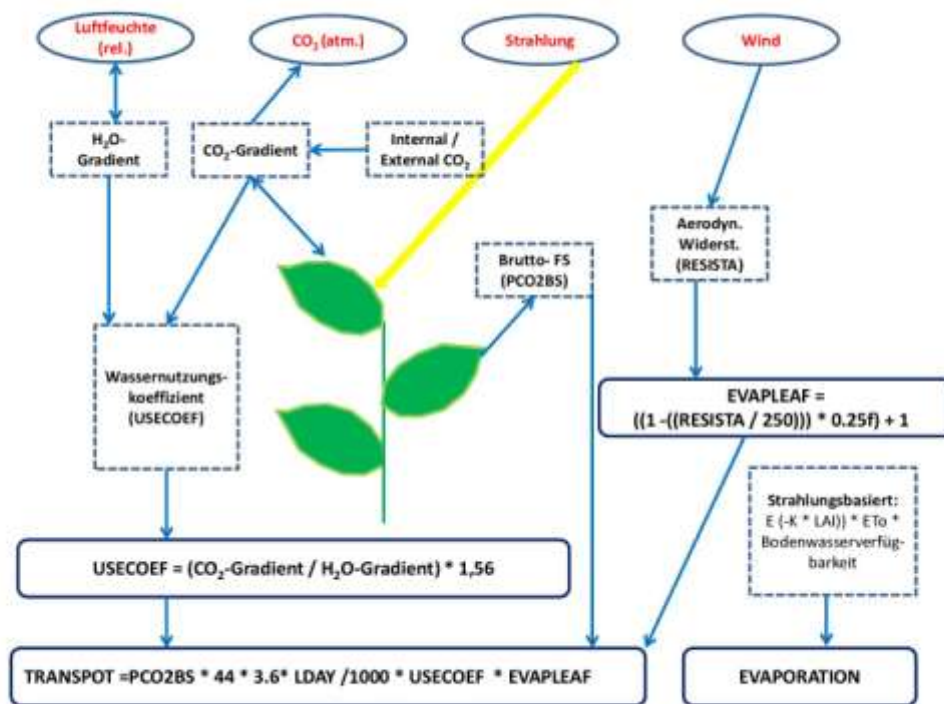 Luftfeuchte
(rel.)
CO2 (atm.)
Strahlung
Wind
H2O-
Gradient
CO2-Gradient
Internal /
External CO2
Aerodyn.
Widerst.
(RESISTA)
Brutto- FS
(PCO2BS)
Wassernutzungs-
koeffizient
(USECOEF)
EVAPLEAF =
((1 -((RESISTA / 250))) * 0.25f) + 1
Strahlungsbasiert:
E (-K * LAI)) * ETo *
Bodenwasserverfüg-
barkeit
USECOEF = (CO2-Gradient / H2O-Gradient) * 1,56
TRANSPOT =PCO2BS * 44 * 3.6* LDAY /1000 * USECOEF * EVAPLEAF
EVAPORATION